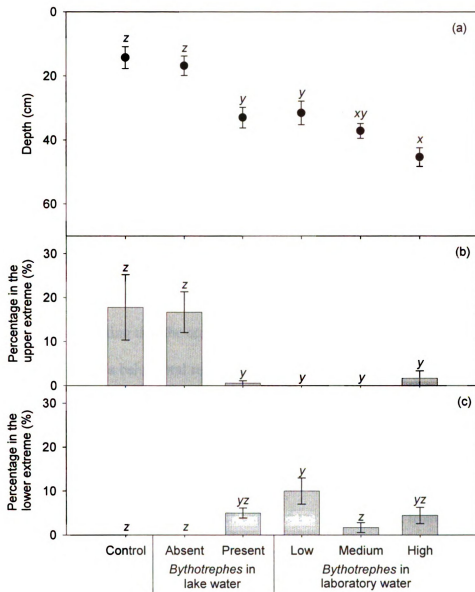 0
(a)
z
z
20
y
y
xy
x
40
60
Depth (cm)
(b)
30
z
z
20
10
y
y
y
y
0
Percentage in the
upper extreme (%)
(c)
30
20
y
yz
yz
10
z
z
z
0
Percentage in the
lower extreme (%)
Control Absent Present Low Medium High
Bythotrephes in
lake water
Bythotrephes in
laboratory water